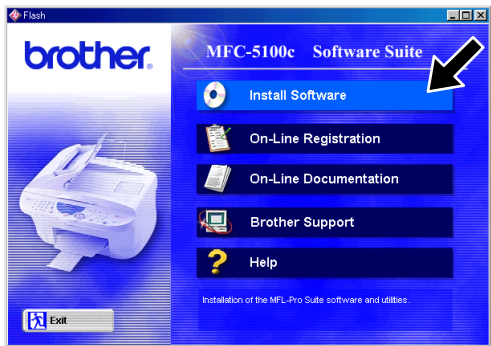 Flash
brother®
MFC-5100c Software Suite
Install Software
On-Line Registration
On-Line Documentation
Brother Support
Help
Installation of the MFL-Pro Suite software and utilities.
Exit